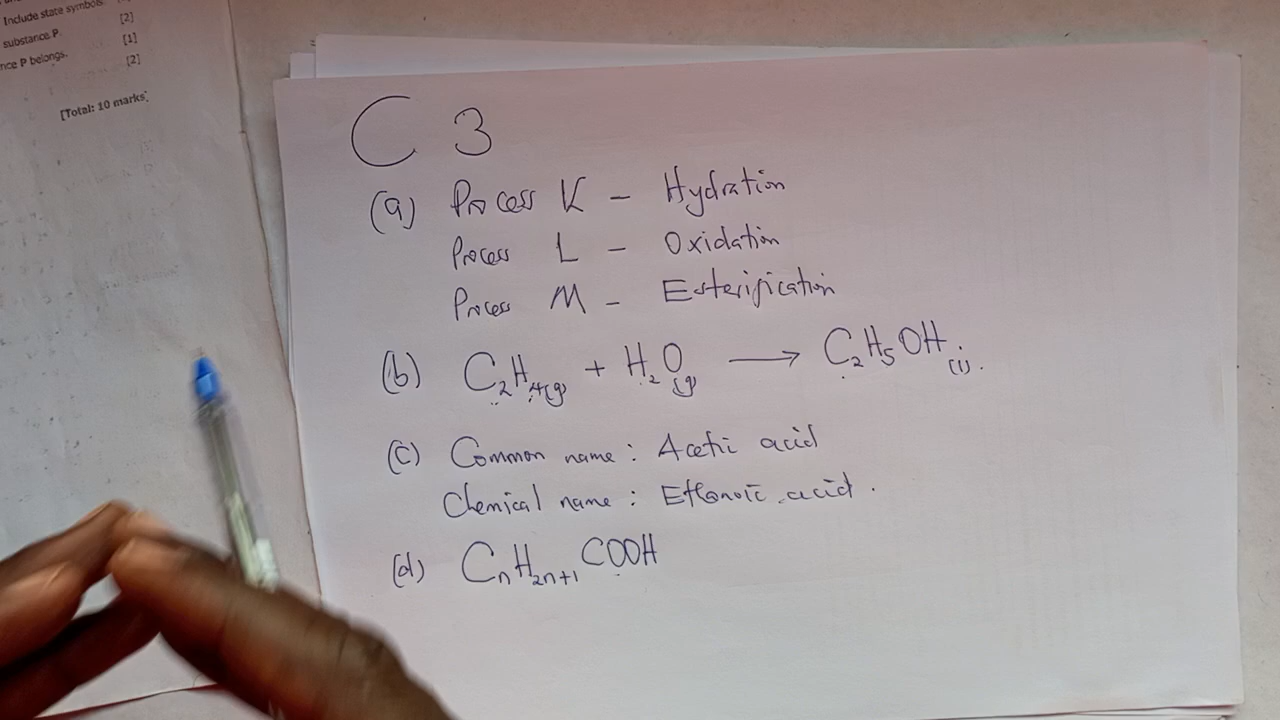 Include state symbols.
[2]
substance P
[1]
nce P belongs.
[2]
[Total: 10 marks]
C 3
(a) Process K - Hydration
Process L - Oxidation
Process M - Esterification
(b) C₂H₄(g) + H₂O(g) ⟶ C₂H₅OH(l).
(c) Common name : Acetic acid
Chemical name : Ethanoic acid.
(d) CₙH₂ₙ₊₁COOH